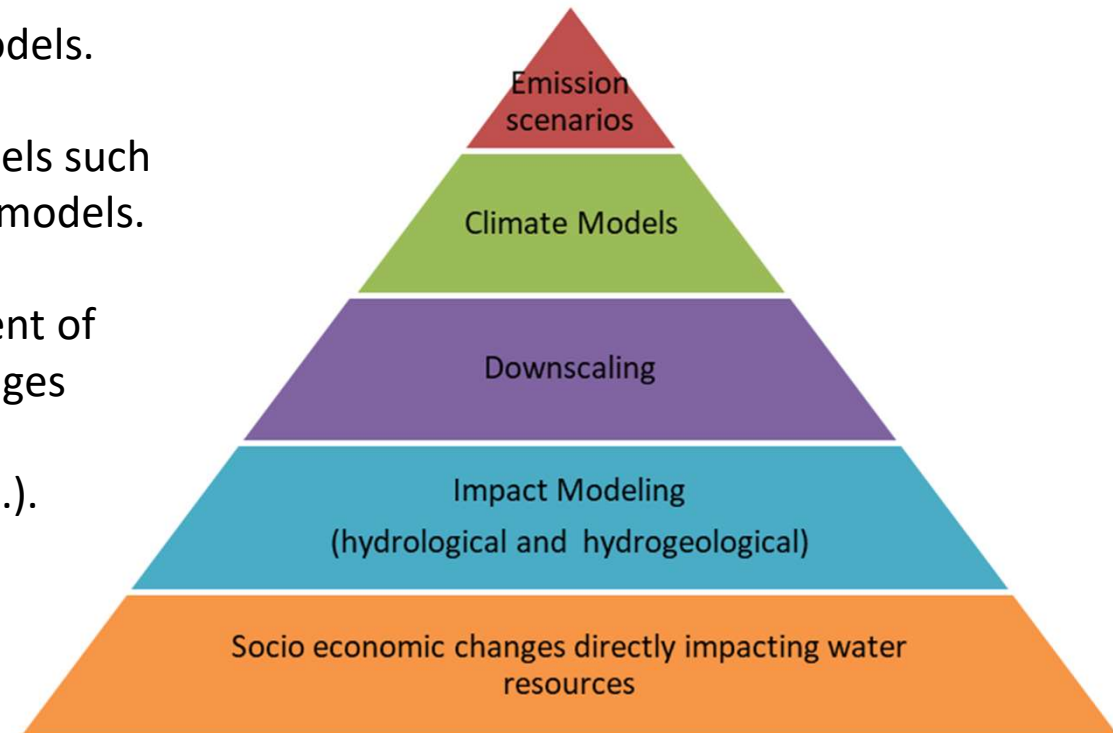 models.
els such
models.
ent of
ges
.).
Emission
scenarios
Climate Models
Downscaling
Impact Modeling
(hydrological and hydrogeological)
Socio economic changes directly impacting water
resources